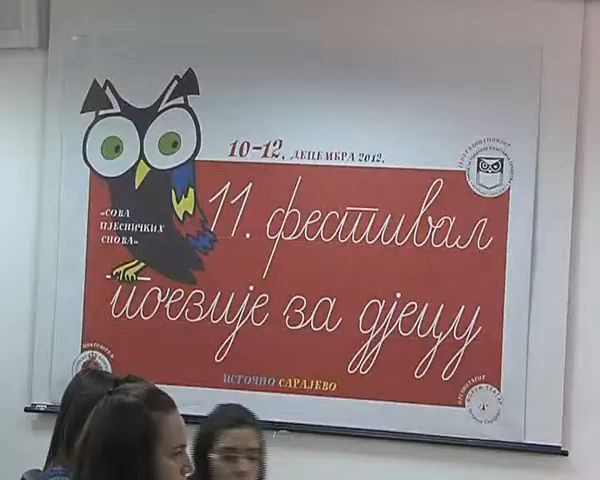 10-12. ДЕЦЕМБРА 2012.
11. фестивал
«СОВА
ПЈЕСНИЧКИХ
СНОВА»
поезије за дјецу
ИСТОЧНО САРАЈЕВО